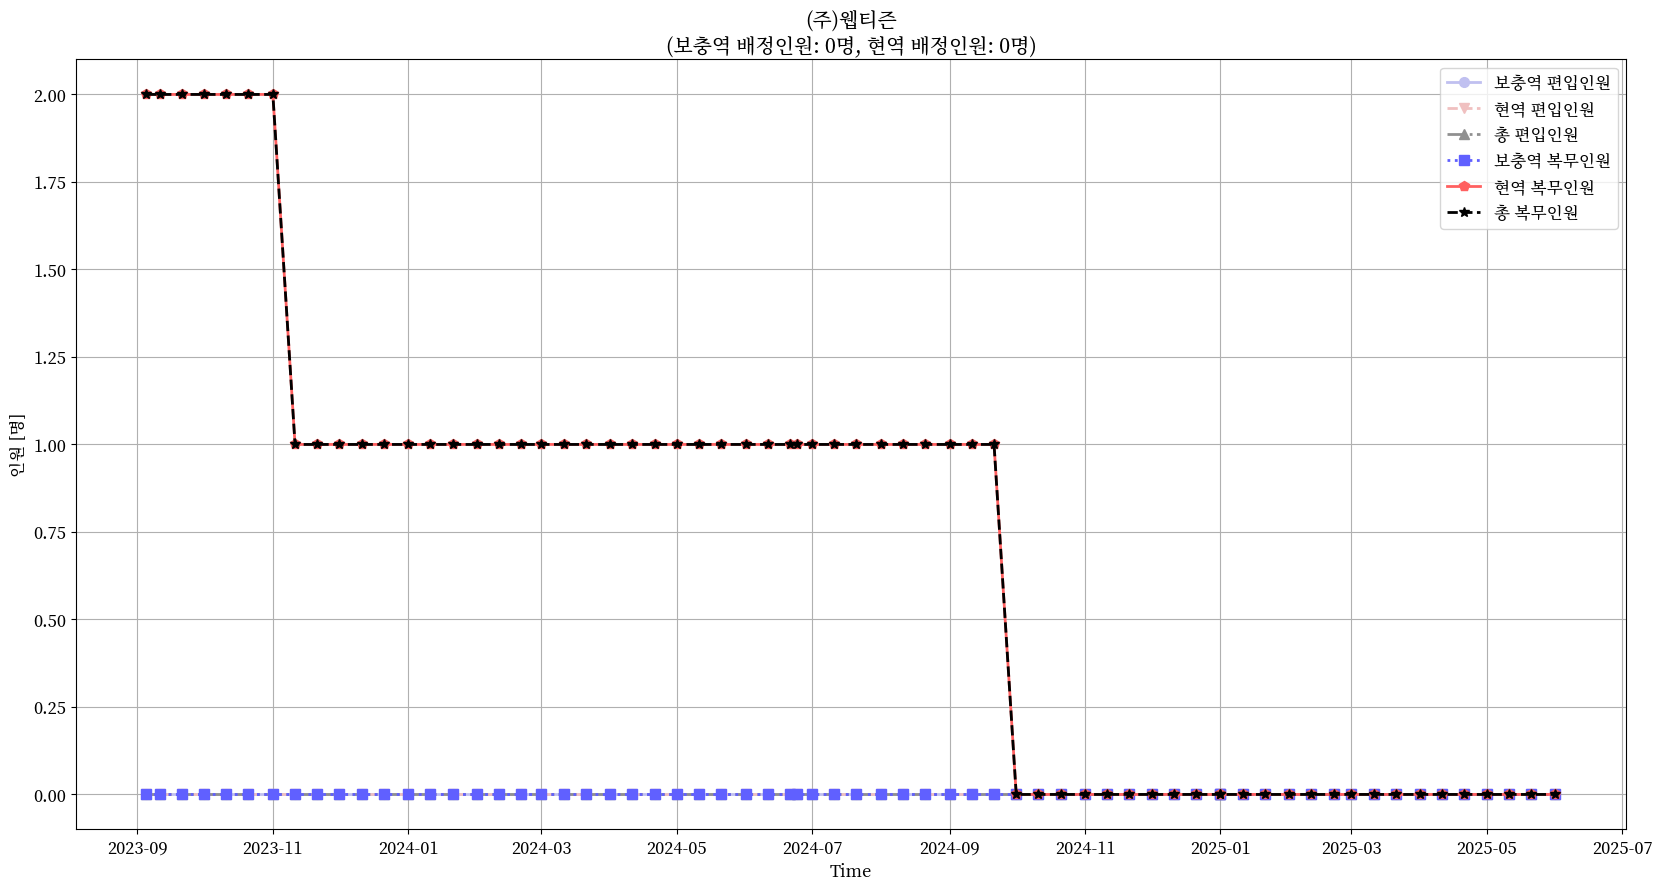 (주)웹티즌
(보충역 배정인원: 0명, 현역 배정인원: 0명)
보충역 편입인원
현역 편입인원
총 편입인원
보충역 복무인원
현역 복무인원
총 복무인원
인원 [명]
2.00
1.75
1.50
1.25
1.00
0.75
0.50
0.25
0.00
2023-09 2023-11 2024-01 2024-03 2024-05 2024-07 2024-09 2024-11 2025-01 2025-03 2025-05 2025-07
Time